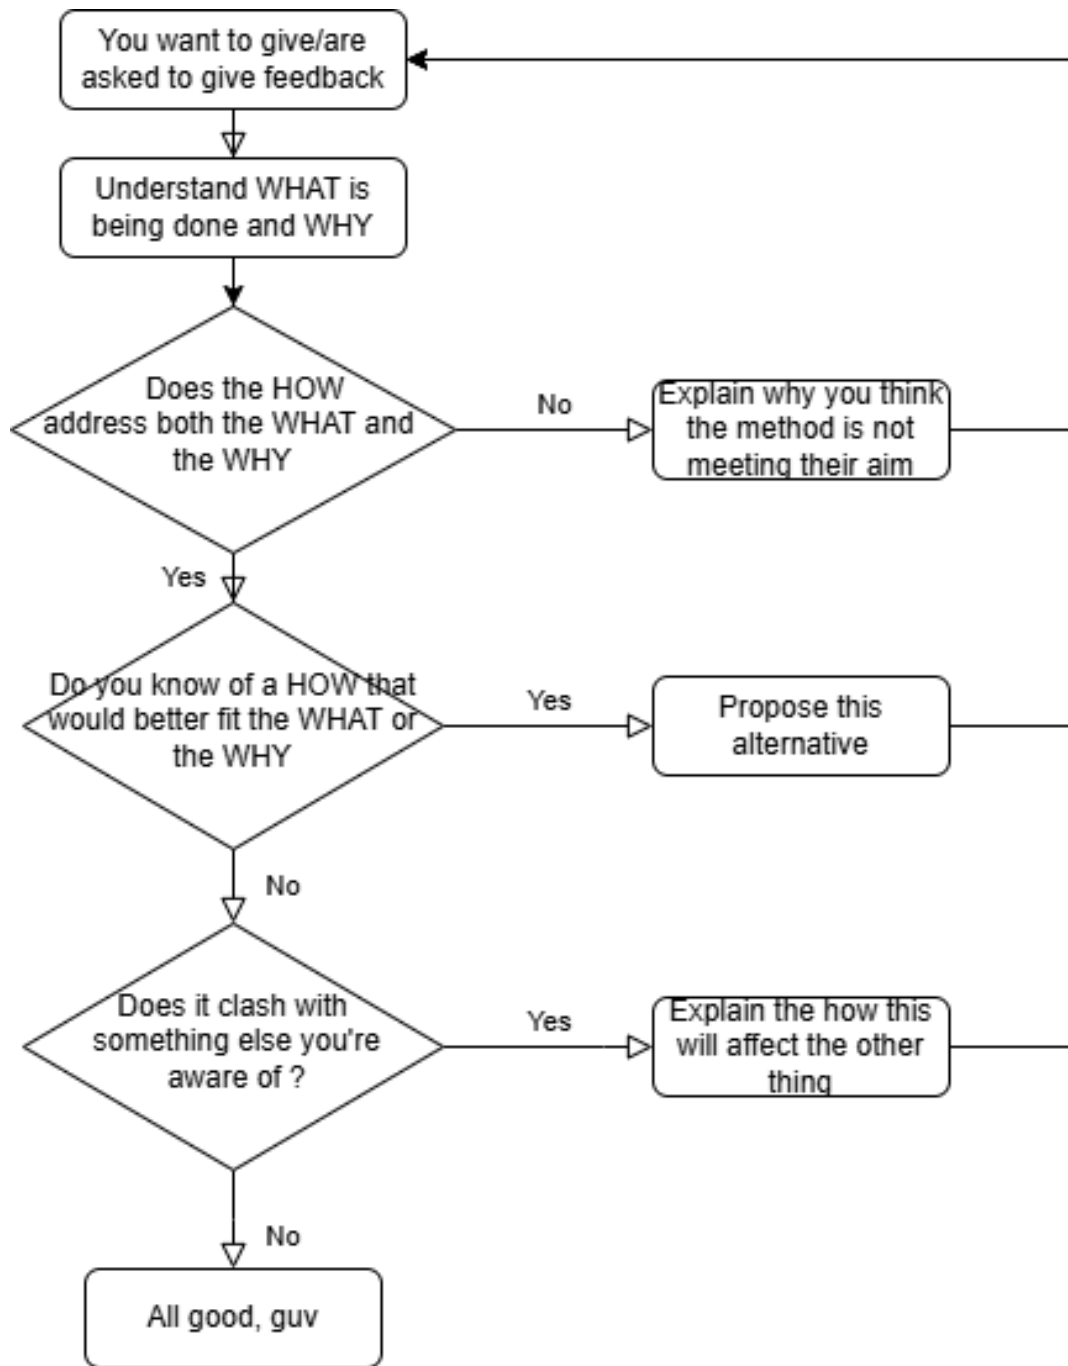 You want to give/are
asked to give feedback
Understand WHAT is
being done and WHY
Does the HOW
address both the WHAT and
the WHY
No
Explain why you think
the method is not
meeting their aim
Yes
Do you know of a HOW that
would better fit the WHAT or
the WHY
Yes
Propose this
alternative
No
Does it clash with
something else you're
aware of ?
Yes
Explain the how this
will affect the other
thing
No
All good, guv